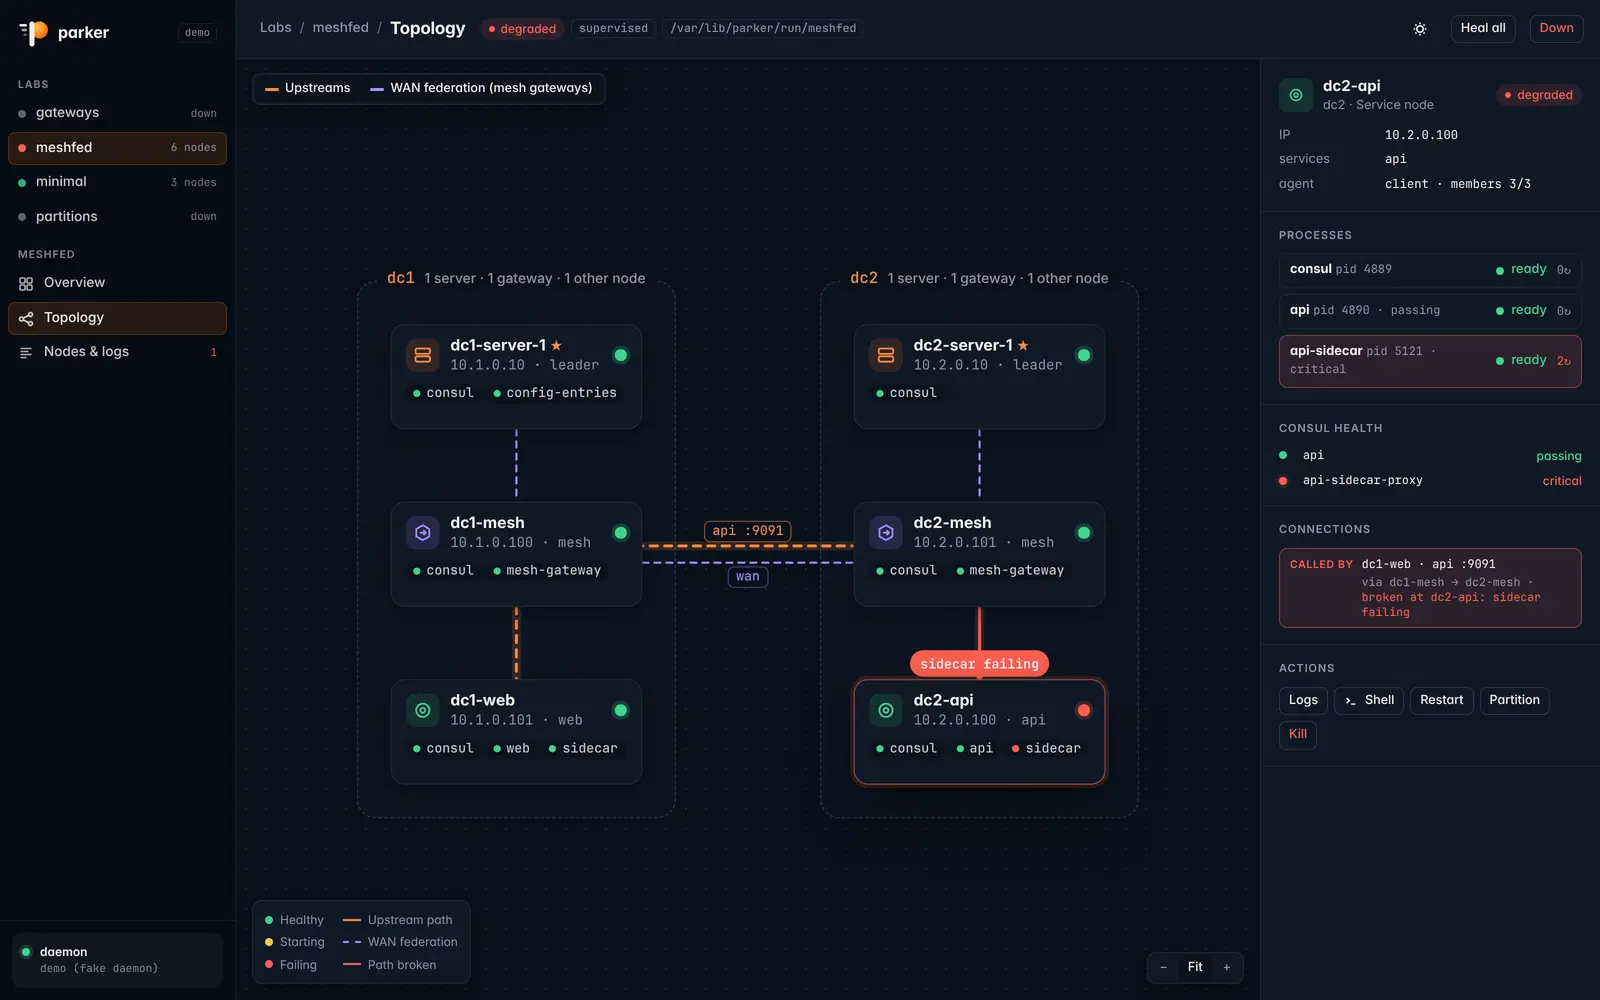 parker
demo
LABS
gateways down
meshfed 6 nodes
minimal 3 nodes
partitions down
MESHFED
Overview
Topology
Nodes & logs 1
daemon
demo (fake daemon)
Labs / meshfed / Topology degraded supervised /var/lib/parker/run/meshfed
Heal all Down
Upstreams WAN federation (mesh gateways)
dc1 1 server · 1 gateway · 1 other node
dc1-server-1 ★
10.1.0.10 · leader
consul config-entries
dc1-mesh
10.1.0.100 · mesh
consul mesh-gateway
dc1-web
10.1.0.101 · web
consul web sidecar
api :9091
wan
dc2 1 server · 1 gateway · 1 other node
dc2-server-1 ★
10.2.0.10 · leader
consul
dc2-mesh
10.2.0.101 · mesh
consul mesh-gateway
sidecar failing
dc2-api
10.2.0.100 · api
consul api sidecar
Healthy Upstream path
Starting WAN federation
Failing Path broken
− Fit +
dc2-api
dc2 · Service node
degraded
IP 10.2.0.100
services api
agent client · members 3/3
PROCESSES
consul pid 4889 ready 0↻
api pid 4890 · passing ready 0↻
api-sidecar pid 5121 · ready 2↻
critical
CONSUL HEALTH
api passing
api-sidecar-proxy critical
CONNECTIONS
CALLED BY dc1-web · api :9091
via dc1-mesh → dc2-mesh ·
broken at dc2-api: sidecar
failing
ACTIONS
Logs Shell Restart Partition
Kill